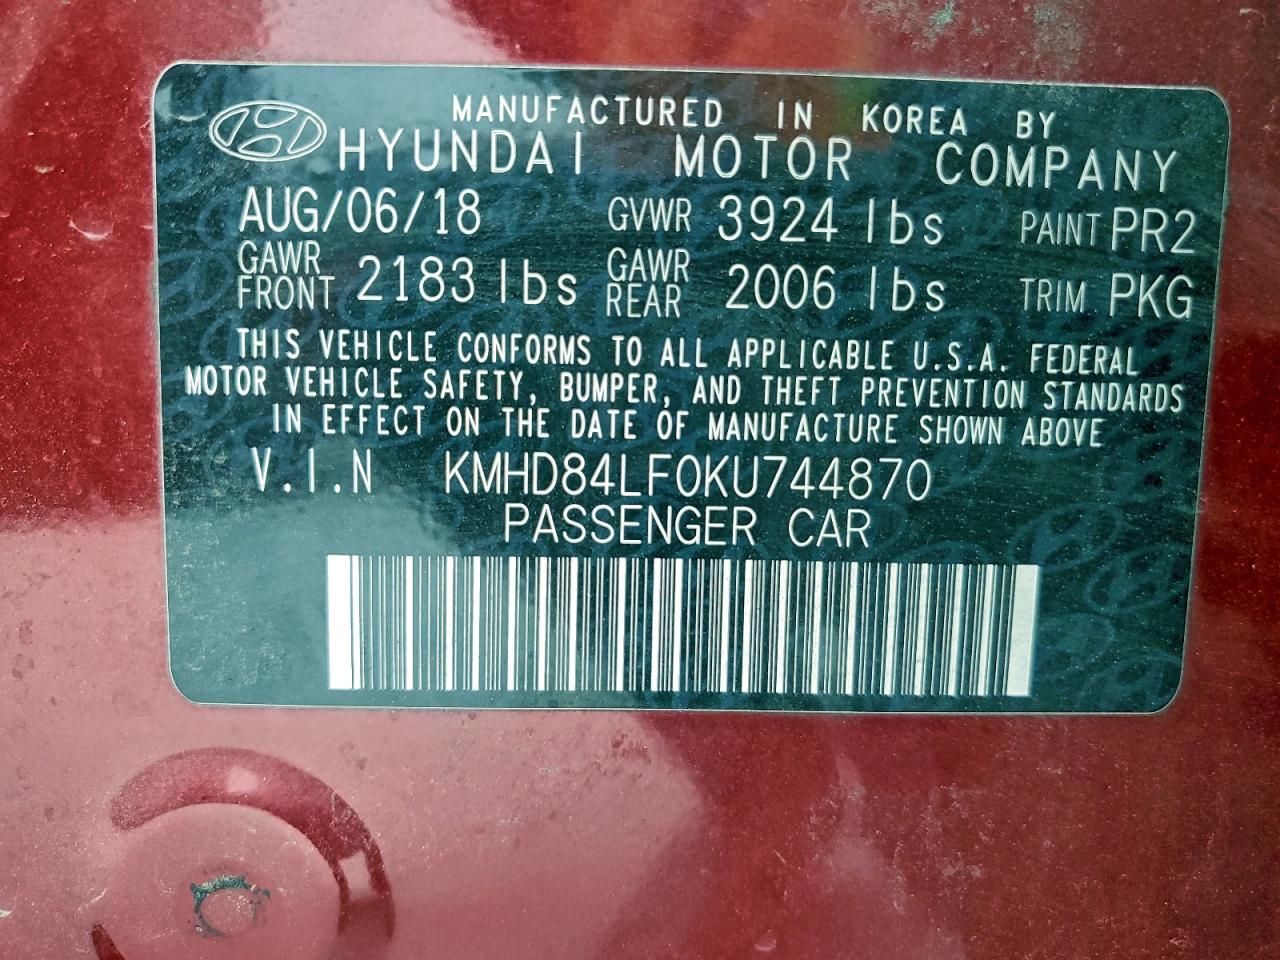 MANUFACTURED IN KOREA BY
HYUNDAI MOTOR COMPANY
AUG/06/18 GVWR 3924 lbs PAINT PR2
GAWR FRONT 2183 lbs GAWR REAR 2006 lbs TRIM PKG
THIS VEHICLE CONFORMS TO ALL APPLICABLE U.S.A. FEDERAL
MOTOR VEHICLE SAFETY, BUMPER, AND THEFT PREVENTION STANDARDS
IN EFFECT ON THE DATE OF MANUFACTURE SHOWN ABOVE
V.I.N KMHD84LF0KU744870
PASSENGER CAR